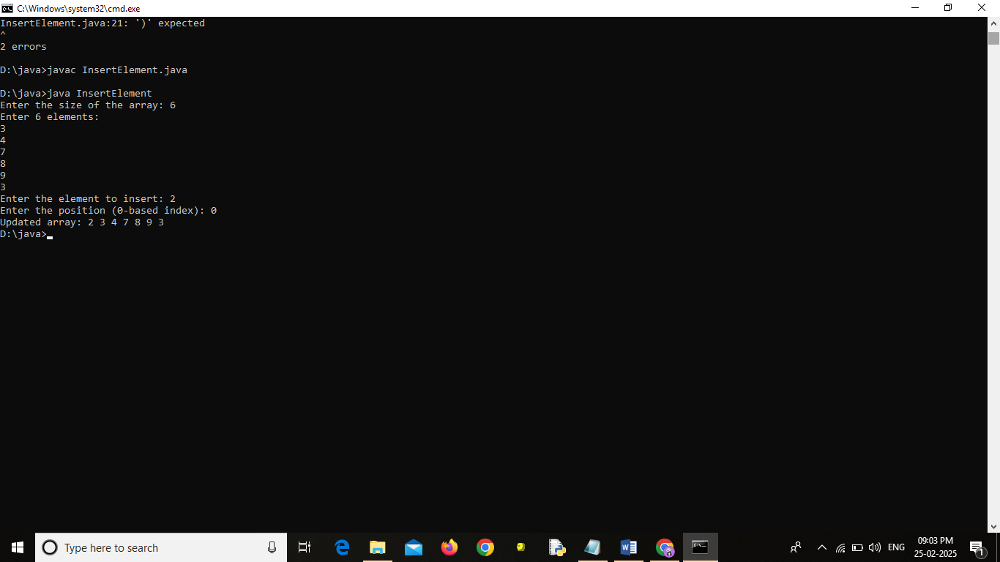 C:\Windows\system32\cmd.exe
InsertElement.java:21: ')' expected
^
2 errors
D:\java>javac InsertElement.java
D:\java>java InsertElement
Enter the size of the array: 6
Enter 6 elements:
3
4
7
8
9
3
Enter the element to insert: 2
Enter the position (0-based index): 0
Updated array: 2 3 4 7 8 9 3
D:\java>
Type here to search
ENG
09:03 PM
25-02-2025
1